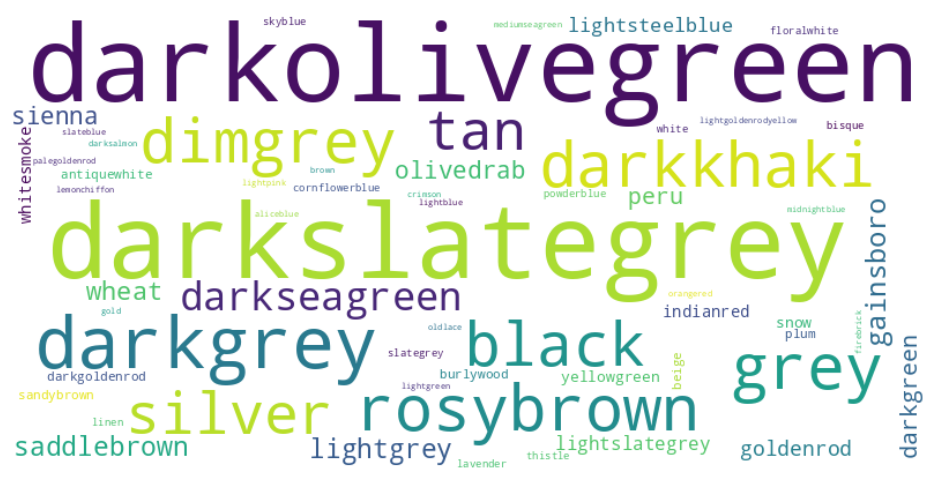 skyblue
mediumseagreen
lightsteelblue
floralwhite
darkolivegreen
sienna
dimgrey
tan
white
lightgoldenrodyellow
bisque
whitesmoke
slateblue
darksalmon
palegoldenrod
antiquewhite
lemonchiffon
brown
lightpink
cornflowerblue
olivedrab
crimson
lightblue
darkkhaki
powderblue
peru
aliceblue
midnightblue
darkslategrey
gainsboro
wheat
darkseagreen
orangered
indianred
gold
darkgrey
oldlace
black
snow
plum
firebrick
slategrey
grey
darkgreen
darkgoldenrod
burlywood
yellowgreen
beige
lightgreen
sandybrown
silver
rosybrown
linen
saddlebrown
lightgrey
lightslategrey
goldenrod
thistle
lavender